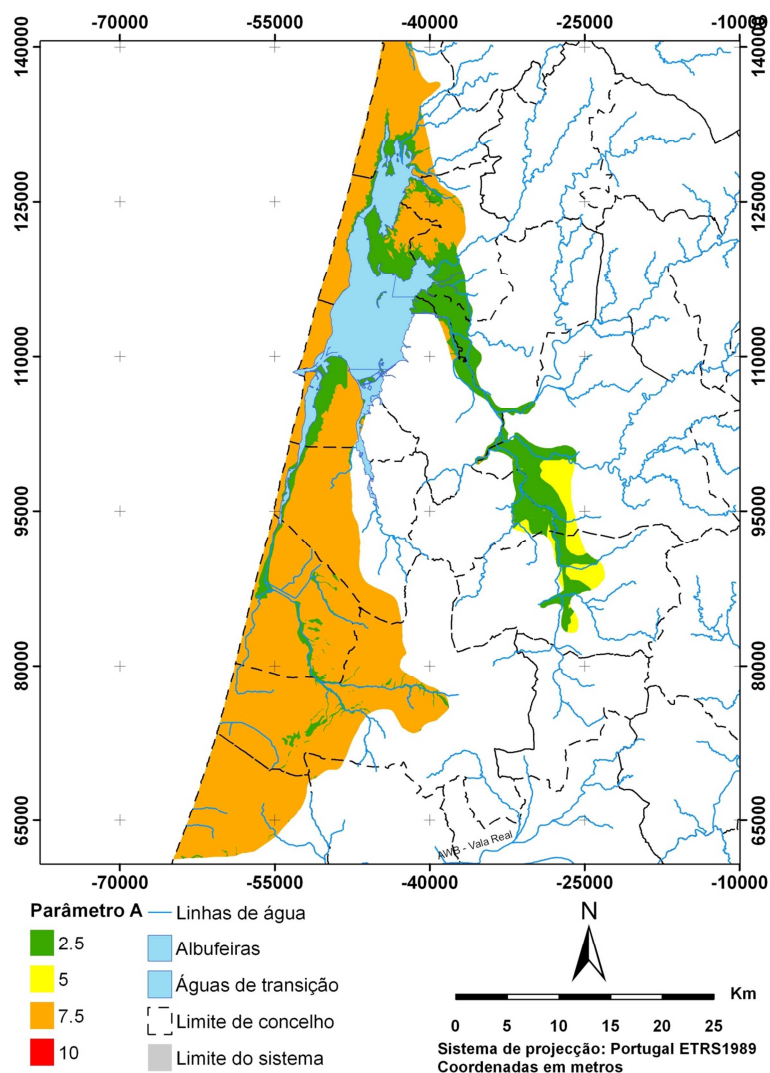 -70000 -55000 -40000 -25000 -10000
140000 140000
125000 125000
110000 110000
95000 95000
80000 80000
65000 65000
AWB - Vala Real
-70000 -55000 -40000 -25000 -10000
Parâmetro A
2.5
5
7.5
10
Linhas de água
Albufeiras
Águas de transição
Limite de concelho
Limite do sistema
N
Km
0 5 10 15 20 25
Sistema de projecção: Portugal ETRS1989
Coordenadas em metros